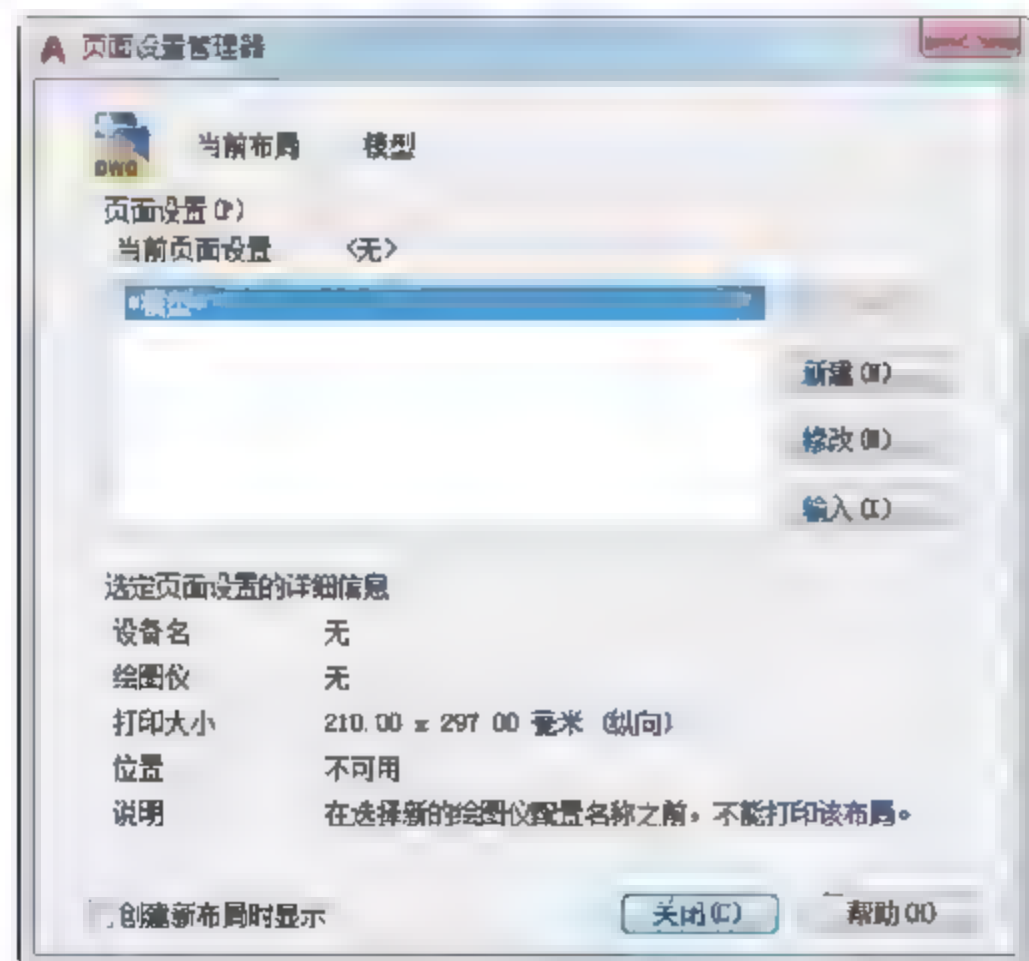 页面设置管理器
DWG
当前布局 模型
页面设置(P)
当前页面设置 <无>
*模型*
新建(N)
修改(M)
输入(I)
选定页面设置的详细信息
设备名 无
绘图仪 无
打印大小 210.00 x 297.00 毫米 (纵向)
位置 不可用
说明 在选择新的绘图仪配置名称之前，不能打印该布局。
创建新布局时显示
关闭(C) 帮助(H)